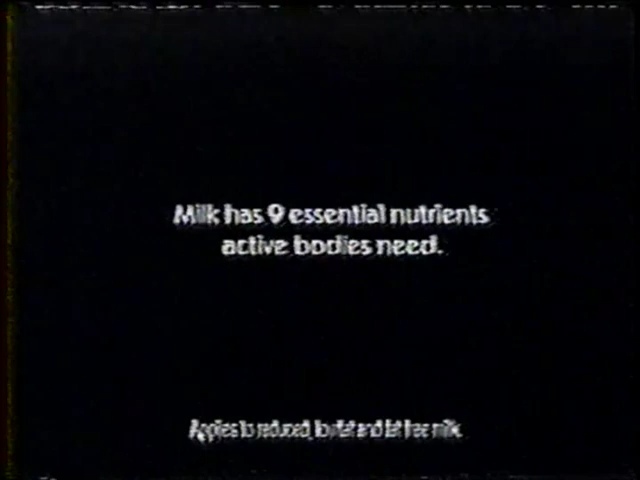 Milk has 9 essential nutrients
active bodies need.
Applies to reduced, lowfat and fat free milk.